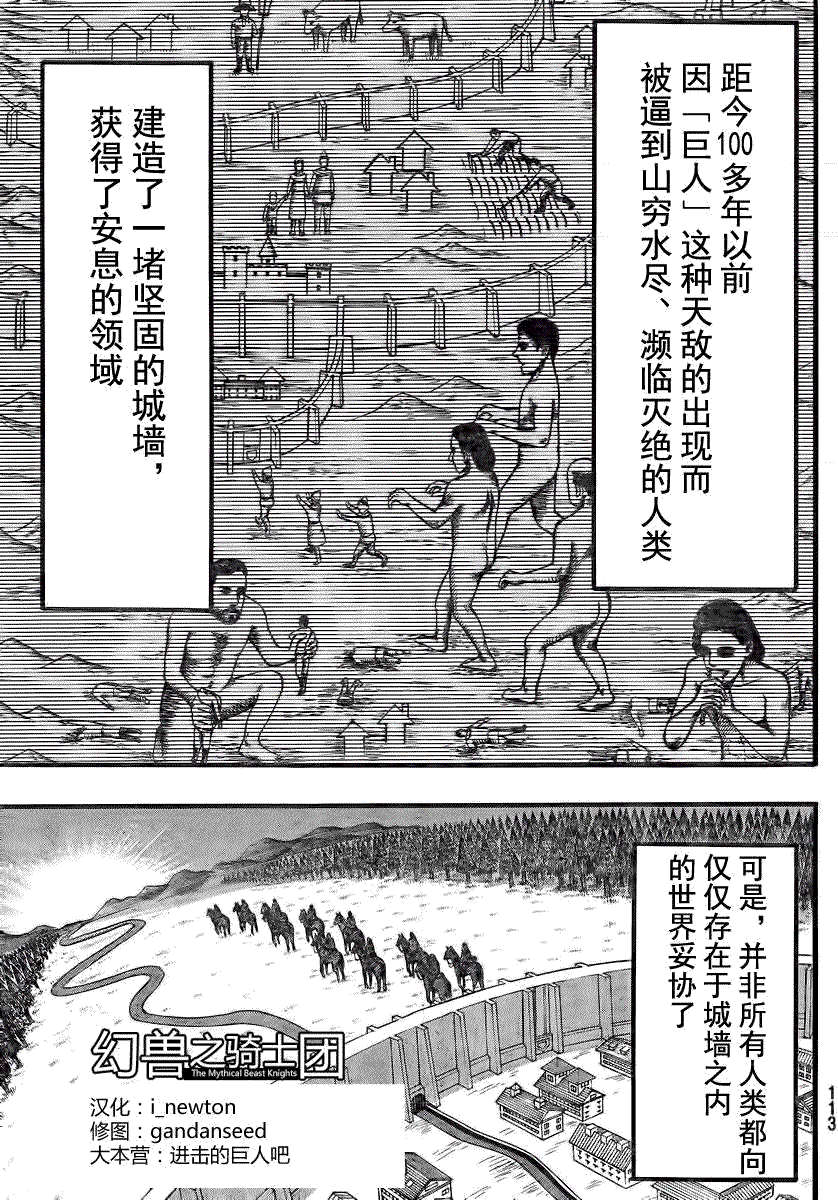 距今100多年以前
因「巨人」这种天敌的出现而
被逼到山穷水尽、濒临灭绝的人类
建造了一堵坚固的城墙，
获得了安息的领域
可是，并非所有人类都向
仅仅存在于城墙之内
的世界妥协了
幻兽之骑士团
The Mythical Beast Knights
汉化：i_newton
修图：gandanseed
大本营：进击的巨人吧
113